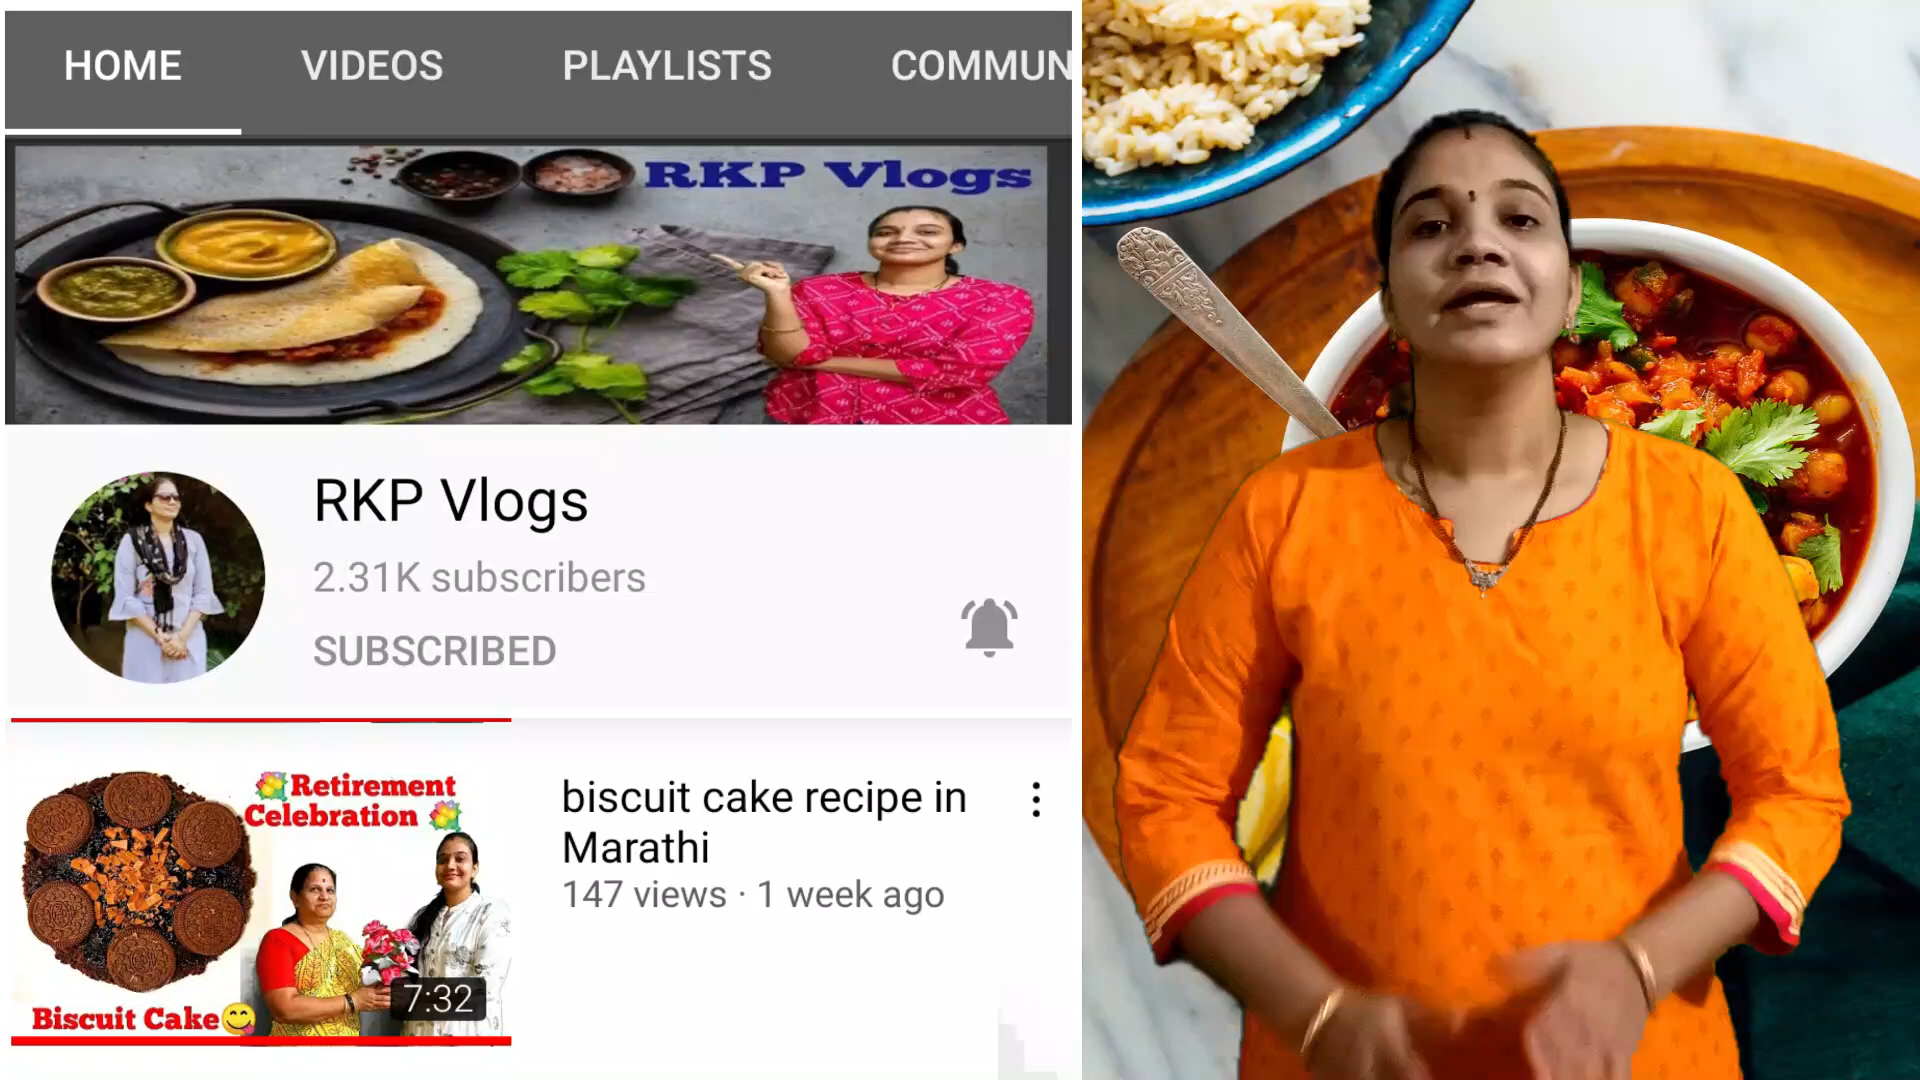 HOME VIDEOS PLAYLISTS COMMUN
RKP Vlogs
RKP Vlogs
2.31K subscribers
SUBSCRIBED
Retirement
Celebration
Biscuit Cake
7:32
biscuit cake recipe in
Marathi
147 views · 1 week ago